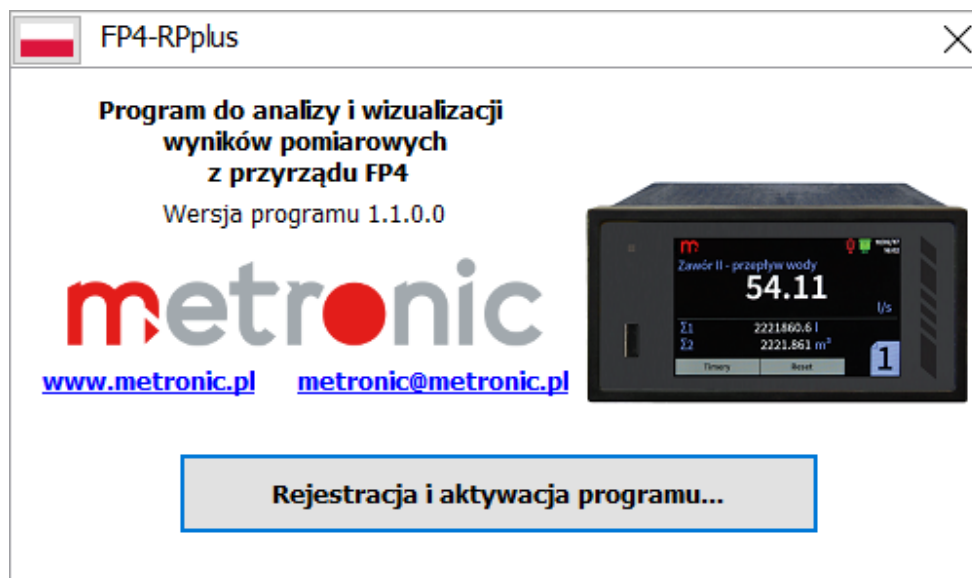 FP4-RPplus
Program do analizy i wizualizacji
wyników pomiarowych
z przyrządu FP4
Wersja programu 1.1.0.0
metronic
www.metronic.pl metronic@metronic.pl
Zawór II - przepływ wody
54.11
l/s
Σ1 2221860.6 l
Σ2 2221.861 m³
Timery Reset
1
Rejestracja i aktywacja programu...